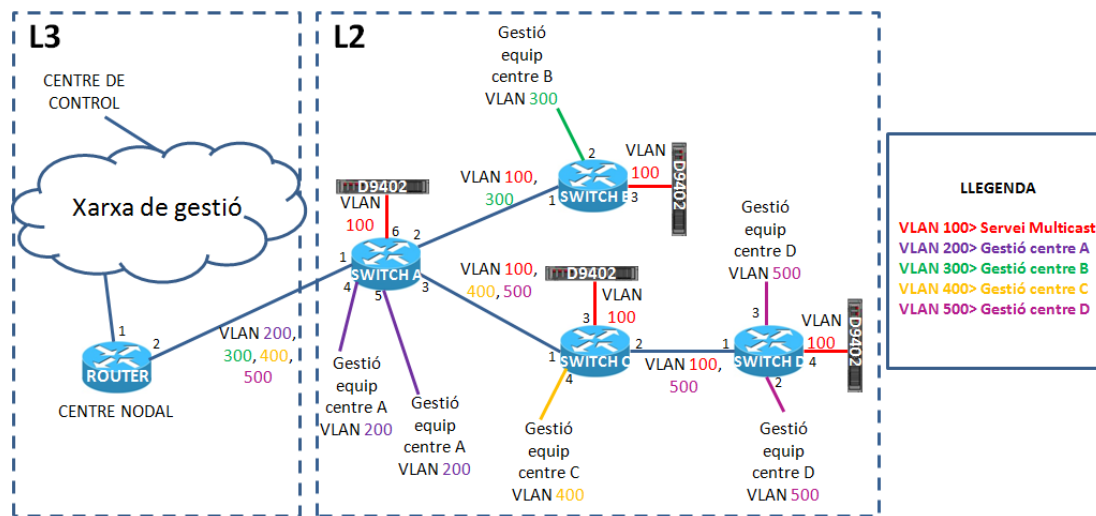 L3
CENTRE DE
CONTROL
Xarxa de gestió
1
2
ROUTER
CENTRE NODAL
VLAN 200,
300, 400,
500
L2
Gestió
equip
centre B
VLAN 300
2
VLAN
100
SWITCH B
1
3
D9402
VLAN 100,
300
D9402
VLAN
100
6
2
1
SWITCH A
4
5
3
Gestió
equip
centre A
VLAN 200
Gestió
equip
centre A
VLAN 200
VLAN 100,
400, 500
D9402
VLAN
100
3
1
2
SWITCH C
4
Gestió
equip
centre C
VLAN 400
VLAN 100,
500
Gestió
equip
centre D
VLAN 500
3
VLAN
100
1
SWITCH D
4
2
D9402
Gestió
equip
centre D
VLAN 500
LLEGENDA
VLAN 100> Servei Multicast
VLAN 200> Gestió centre A
VLAN 300> Gestió centre B
VLAN 400> Gestió centre C
VLAN 500> Gestió centre D